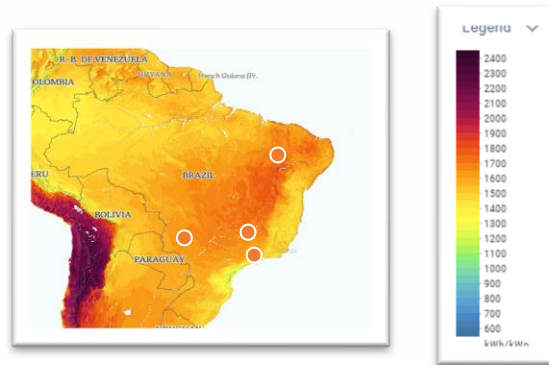 R. B. DE VENEZUELA
GUYANA
French Guiana (Fr.
OLOMBIA
ERU
BRAZIL
BOLIVIA
PARAGUAY
Legend
2400
2300
2200
2100
2000
1900
1800
1700
1600
1500
1400
1300
1200
1100
1000
900
800
700
600
kWh/kWp